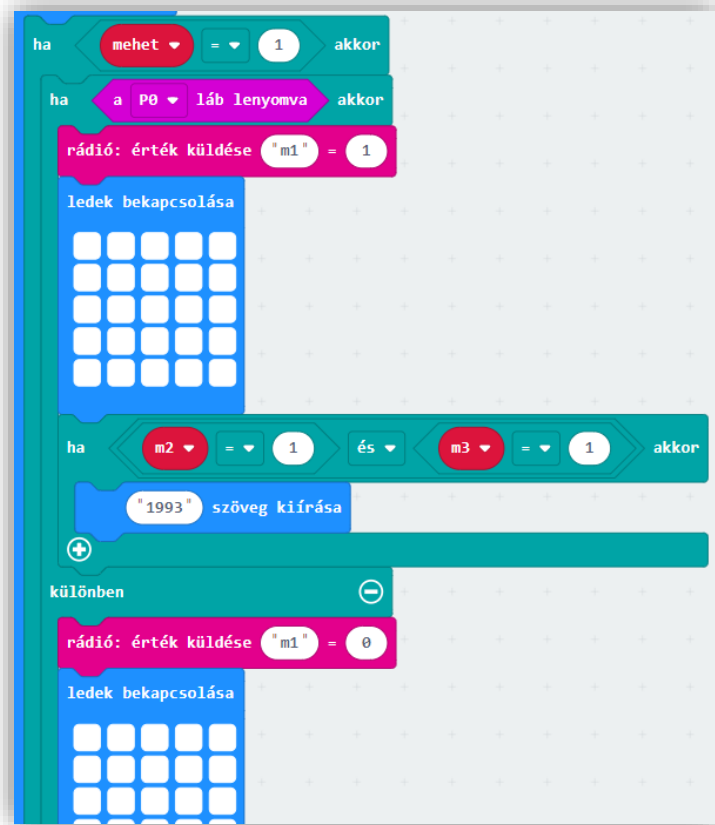 ha mehet = 1 akkor
ha a P0 láb lenyomva akkor
rádió: érték küldése "m1" = 1
ledek bekapcsolása
ha m2 = 1 és m3 = 1 akkor
"1993" szöveg kiírása
különben
rádió: érték küldése "m1" = 0
ledek bekapcsolása